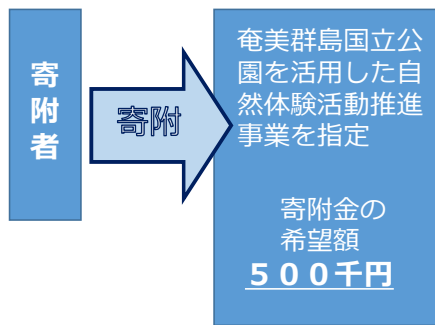 寄
附
者
寄附
奄美群島国立公
園を活用した自
然体験活動推進
事業を指定
寄附金の
希望額
５００千円